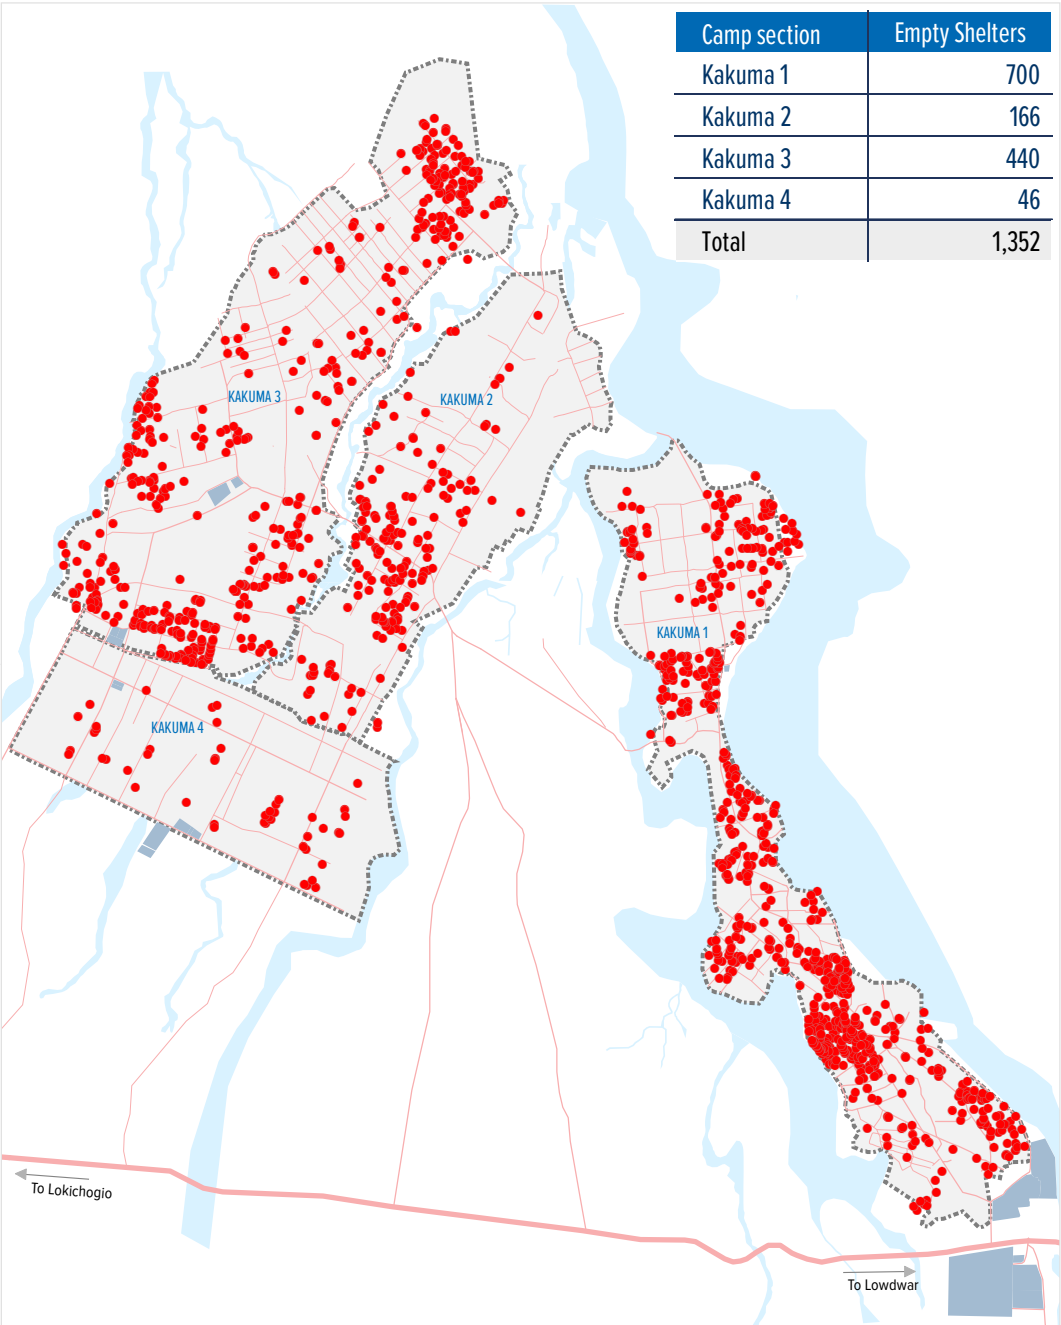 Camp section Empty Shelters
Kakuma 1 700
Kakuma 2 166
Kakuma 3 440
Kakuma 4 46
Total 1,352
KAKUMA 3
KAKUMA 2
KAKUMA 1
KAKUMA 4
To Lokichogio
To Lowdwar